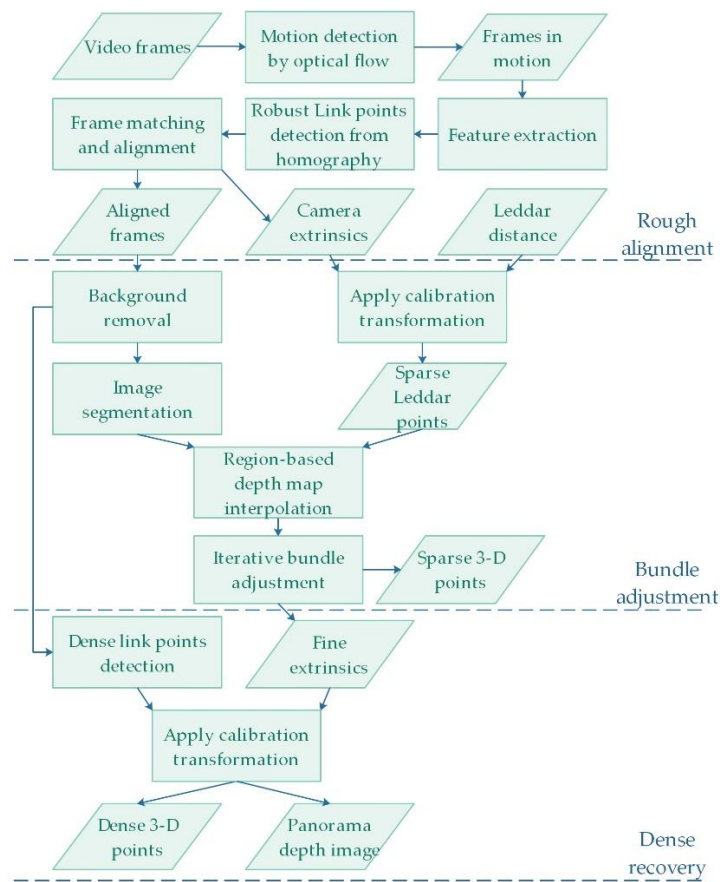 Video frames
Motion detection
by optical flow
Frames in
motion
Frame matching
and alignment
Robust Link points
detection from
homography
Feature extraction
Aligned
frames
Camera
extrinsics
Leddar
distance
Rough
alignment
Background
removal
Apply calibration
transformation
Image
segmentation
Sparse
Leddar
points
Region-based
depth map
interpolation
Iterative bundle
adjustment
Sparse 3-D
points
Bundle
adjustment
Dense link points
detection
Fine
extrinsics
Apply calibration
transformation
Dense 3-D
points
Panorama
depth image
Dense
recovery